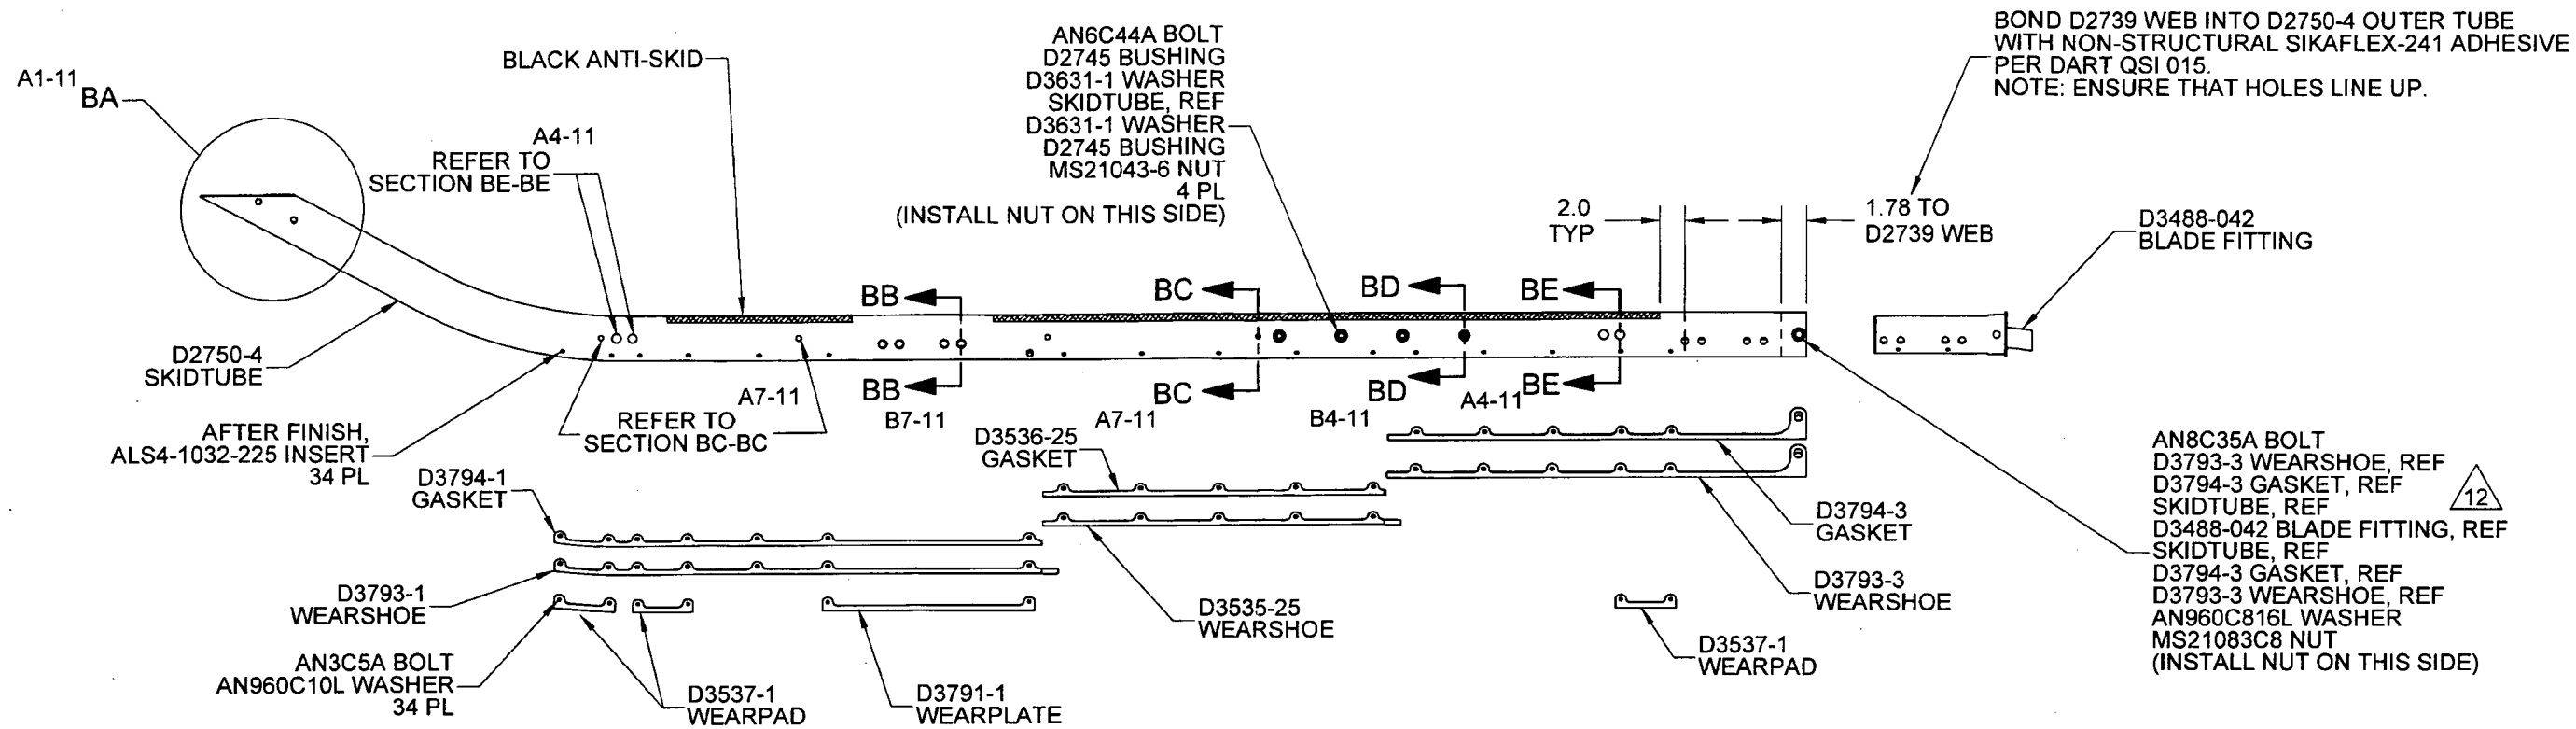 A1-11
BA
A4-11
REFER TO
SECTION BE-BE
BLACK ANTI-SKID
AN6C44A BOLT
D2745 BUSHING
D3631-1 WASHER
SKIDTUBE, REF
D3631-1 WASHER
D2745 BUSHING
MS21043-6 NUT
4 PL
(INSTALL NUT ON THIS SIDE)
BOND D2739 WEB INTO D2750-4 OUTER TUBE
WITH NON-STRUCTURAL SIKAFLEX-241 ADHESIVE
PER DART QSI 015.
NOTE: ENSURE THAT HOLES LINE UP.
2.0
TYP
1.78 TO
D2739 WEB
D3488-042
BLADE FITTING
BB
BC
BD
BE
D2750-4
SKIDTUBE
BB
BC
BD
BE
A7-11
B7-11
A7-11
B4-11
A4-11
REFER TO
SECTION BC-BC
AFTER FINISH,
ALS4-1032-225 INSERT
34 PL
D3794-1
GASKET
D3536-25
GASKET
D3794-3
GASKET
D3793-1
WEARSHOE
D3535-25
WEARSHOE
D3793-3
WEARSHOE
AN3C5A BOLT
AN960C10L WASHER
34 PL
D3537-1
WEARPAD
D3791-1
WEARPLATE
D3537-1
WEARPAD
AN8C35A BOLT
D3793-3 WEARSHOE, REF
D3794-3 GASKET, REF
SKIDTUBE, REF
D3488-042 BLADE FITTING, REF
SKIDTUBE, REF
D3794-3 GASKET, REF
D3793-3 WEARSHOE, REF
AN960C816L WASHER
MS21083C8 NUT
(INSTALL NUT ON THIS SIDE)
12